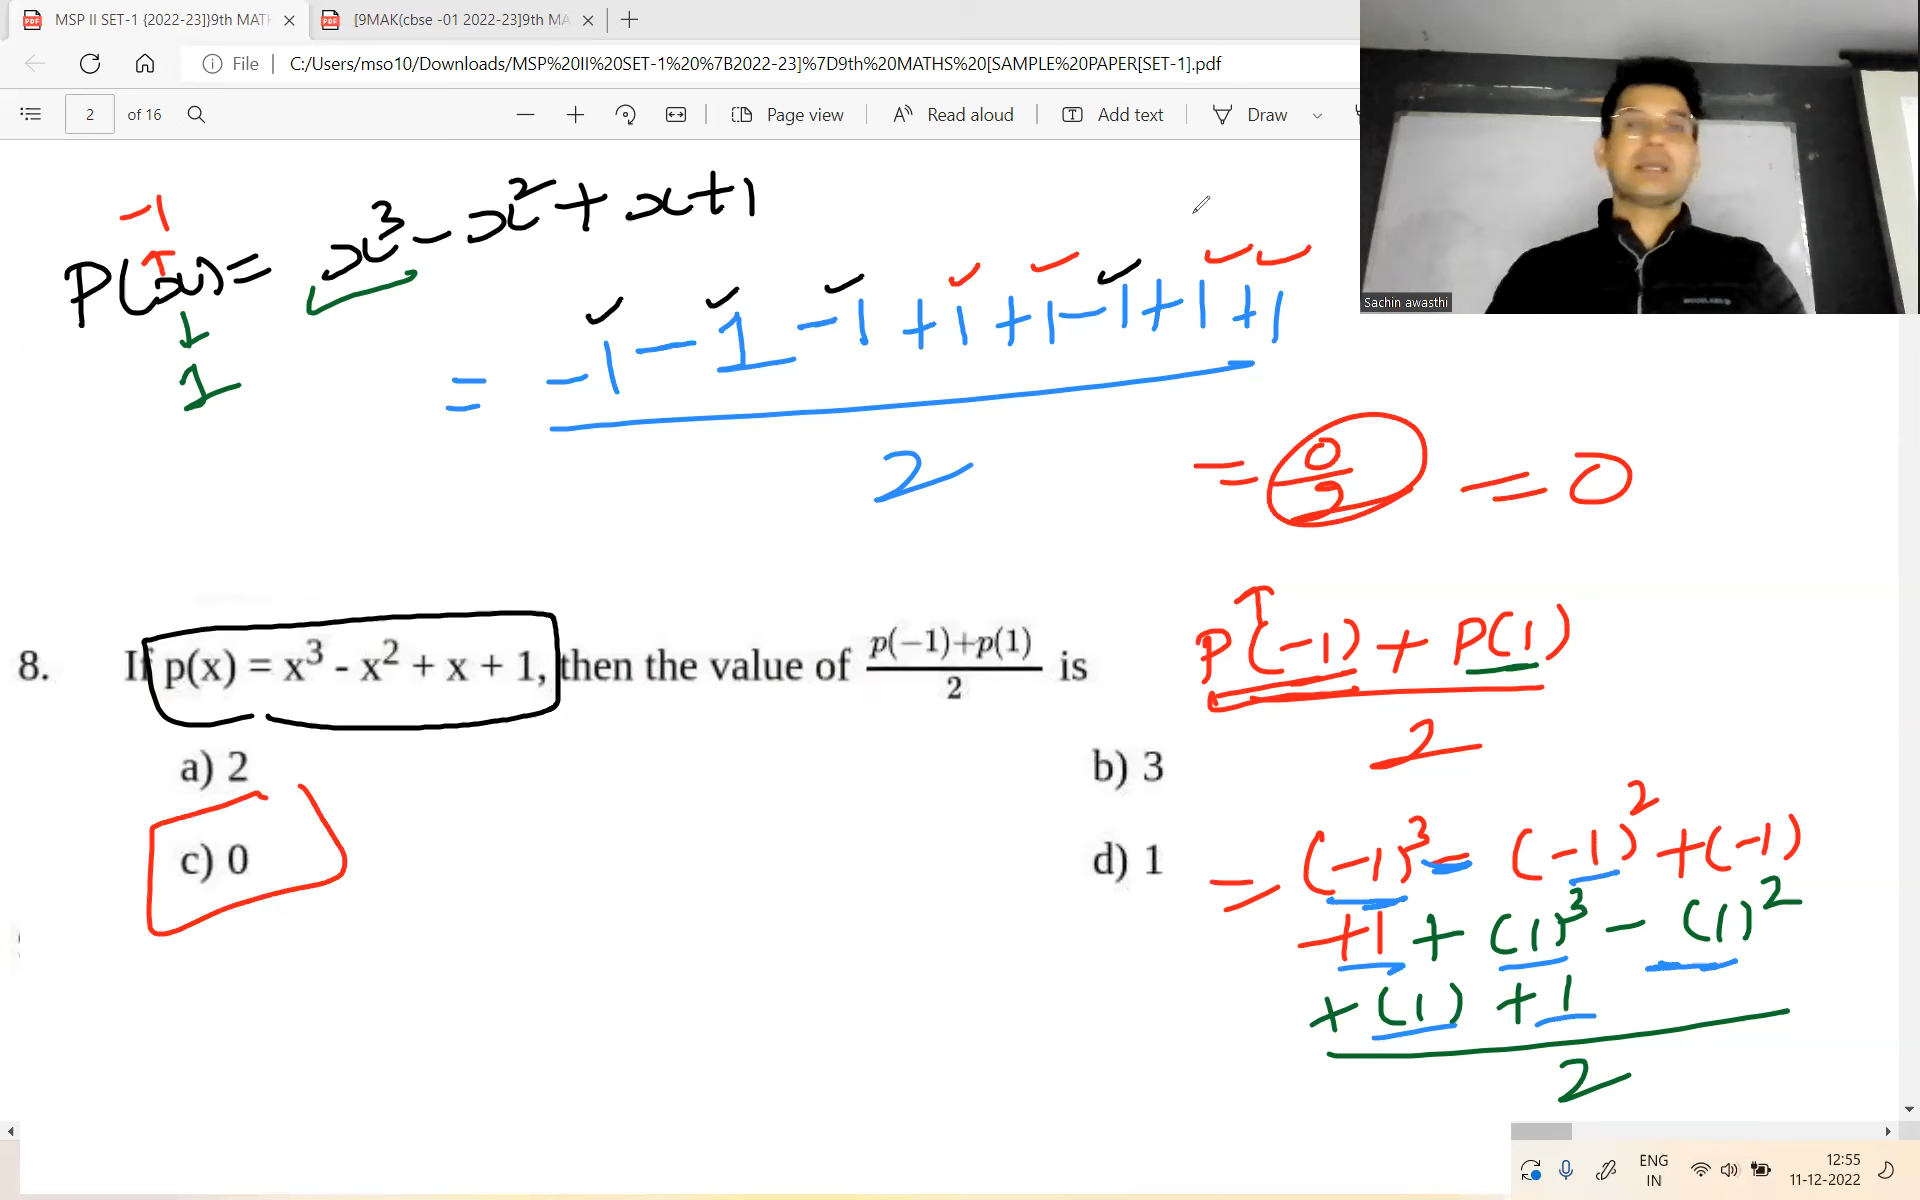 MSP II SET-1 {2022-23]}9th MATH
[9MAK(cbse -01 2022-23]9th MA
File
C:/Users/mso10/Downloads/MSP%20II%20SET-1%20%7B2022-23]%7D9th%20MATHS%20[SAMPLE%20PAPER[SET-1].pdf
2 of 16
Page view
Read aloud
Add text
Draw
Sachin awasthi
-1
P(x) = x³ - x² + x + 1
1
= -1 - 1 - 1 + 1 + 1 - 1 + 1 + 1
2
= 0/2 = 0
8. If p(x) = x³ - x² + x + 1, then the value of p(−1)+p(1)/2 is
a) 2
b) 3
c) 0
d) 1
P(-1) + P(1)
2
= (-1)³ - (-1)² + (-1)
+1 + (1)³ - (1)²
+ (1) + 1
2
ENG
IN
12:55
11-12-2022